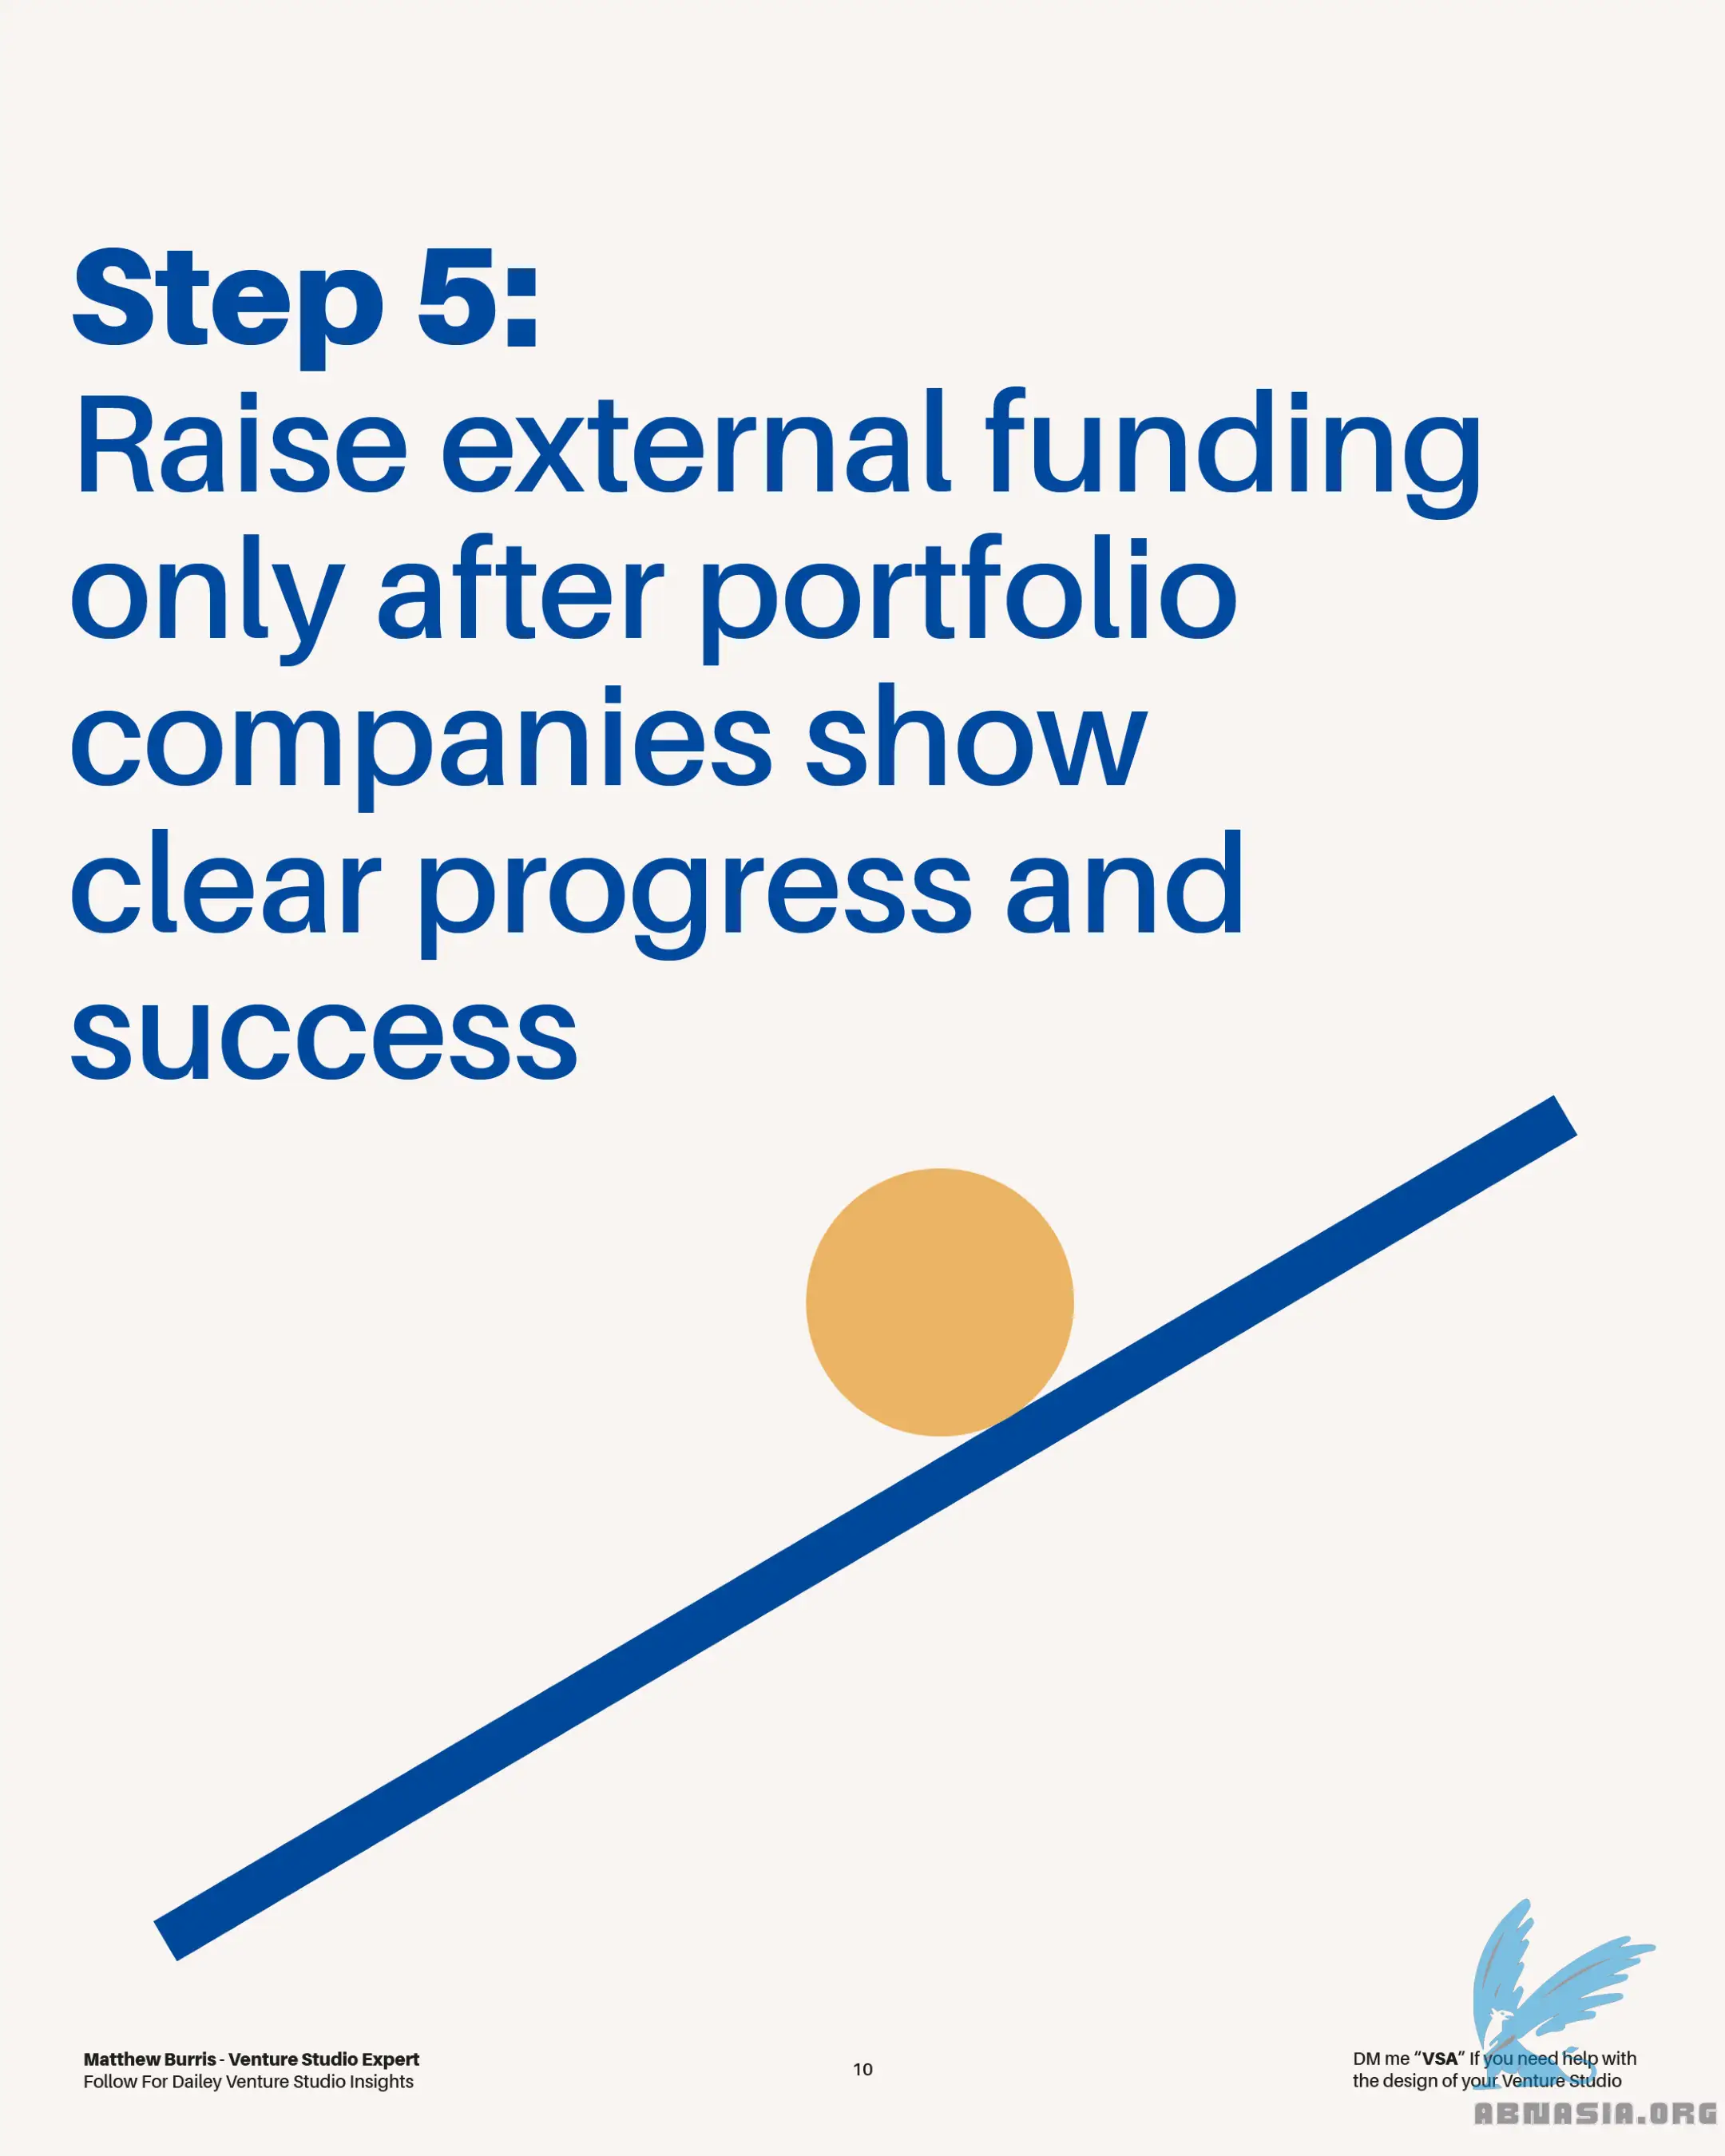 Step 5:
Raise external funding
only after portfolio
companies show
clear progress and
success
Matthew Burris - Venture Studio Expert
Follow For Dailey Venture Studio Insights
10
DM me “VSA” If you need help with
the design of your Venture Studio
ABNASIA.ORG